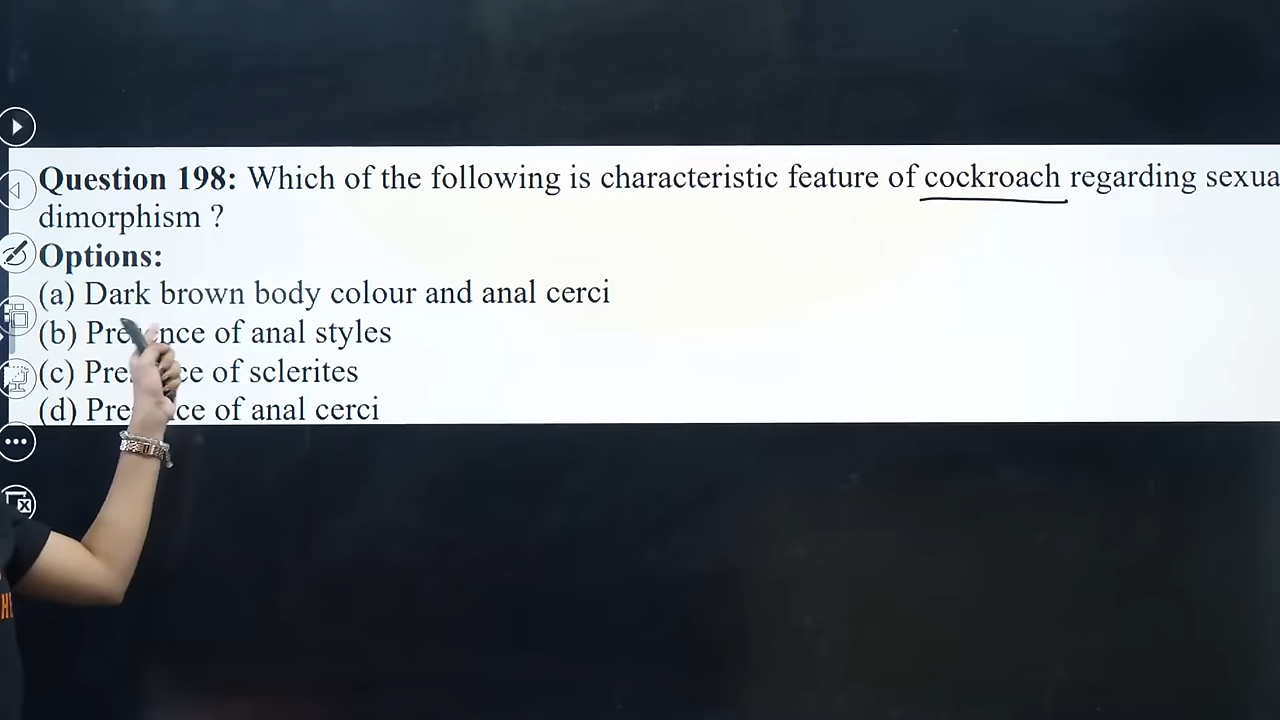 Question 198: Which of the following is characteristic feature of cockroach regarding sexua
dimorphism ?
Options:
(a) Dark brown body colour and anal cerci
(b) Presence of anal styles
(c) Presence of sclerites
(d) Presence of anal cerci